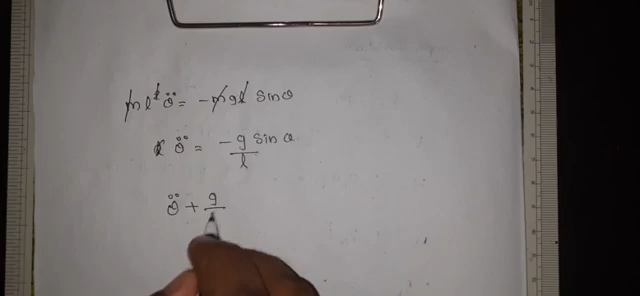 ml²θ̈ = -mgl sinθ
θ̈ = -g/l sinθ
θ̈ + g/